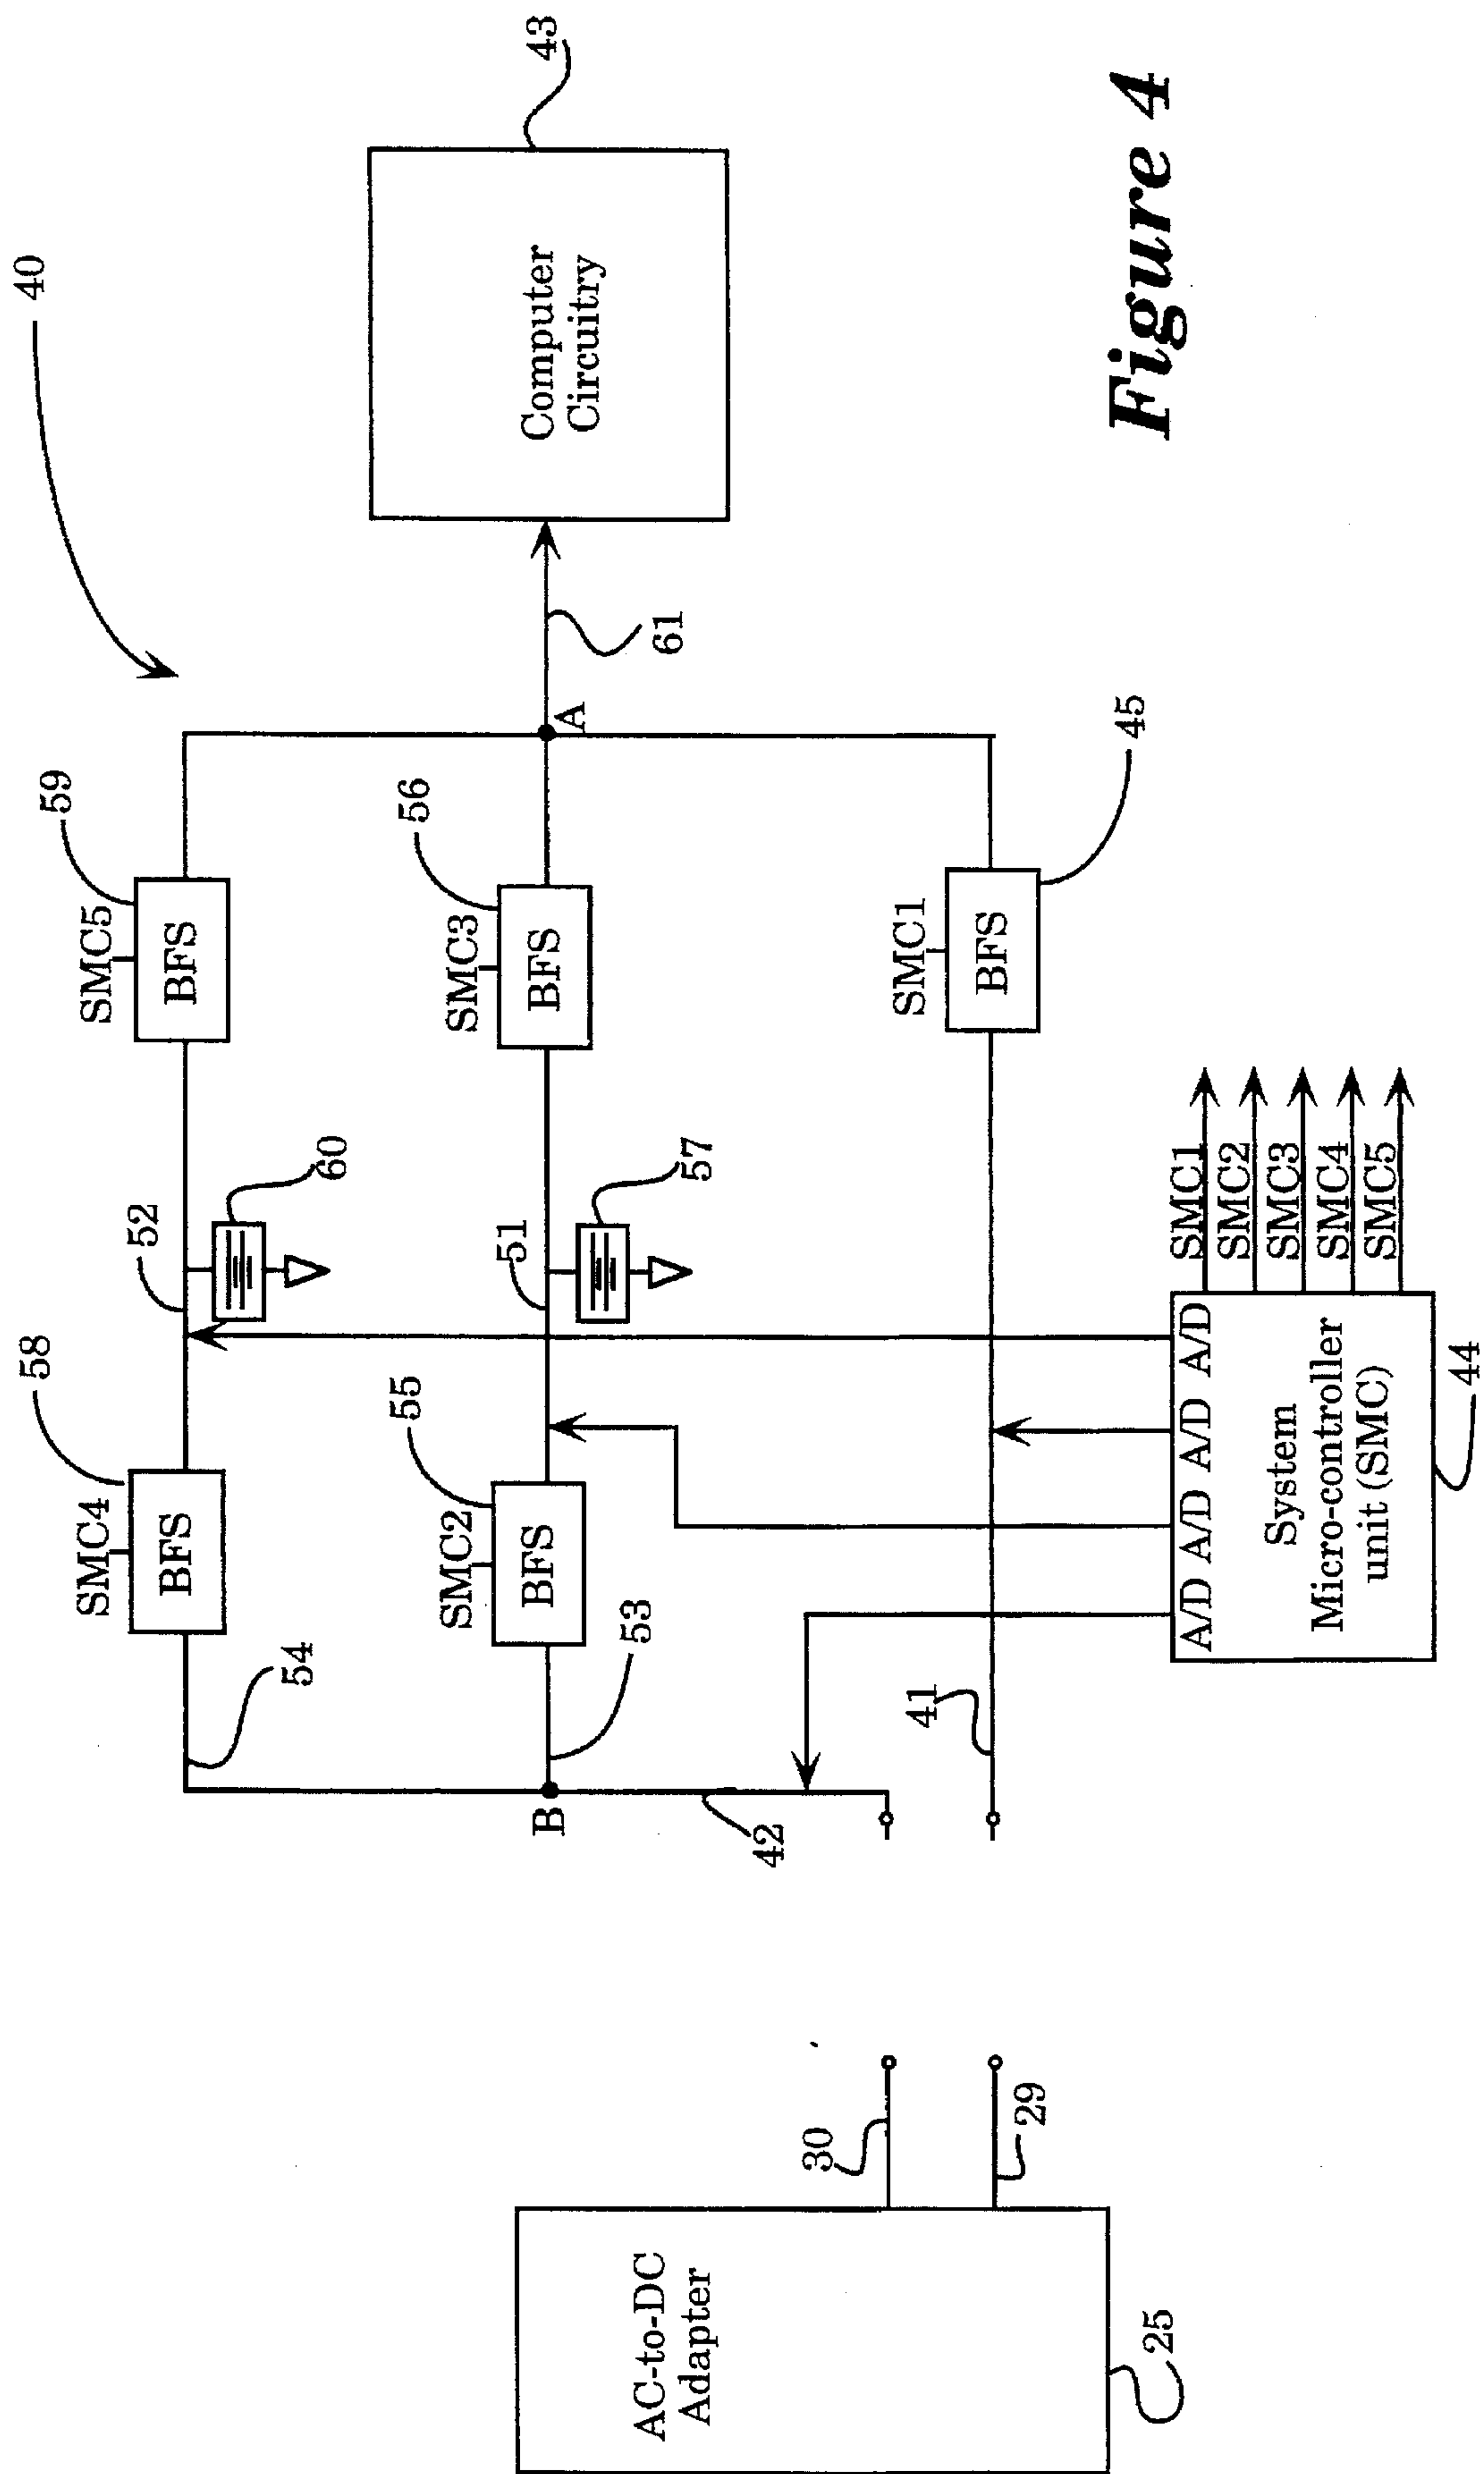 40
58
52
59
SMC4
SMC5
BFS
BFS
54
60
55
51
56
43
SMC2
SMC3
BFS
BFS
A
Computer
Circuitry
B
53
57
61
42
SMC1
41
BFS
45
30
29
AC-to-DC
Adapter
25
A/D A/D A/D A/D
System
Micro-controller
unit (SMC)
44
SMC1
SMC2
SMC3
SMC4
SMC5
Figure 4